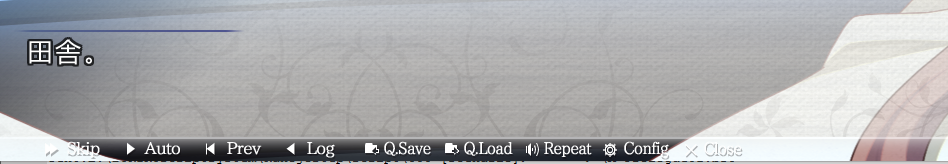 田舎。
Skip Auto Prev Log Q.Save Q.Load Repeat Config Close